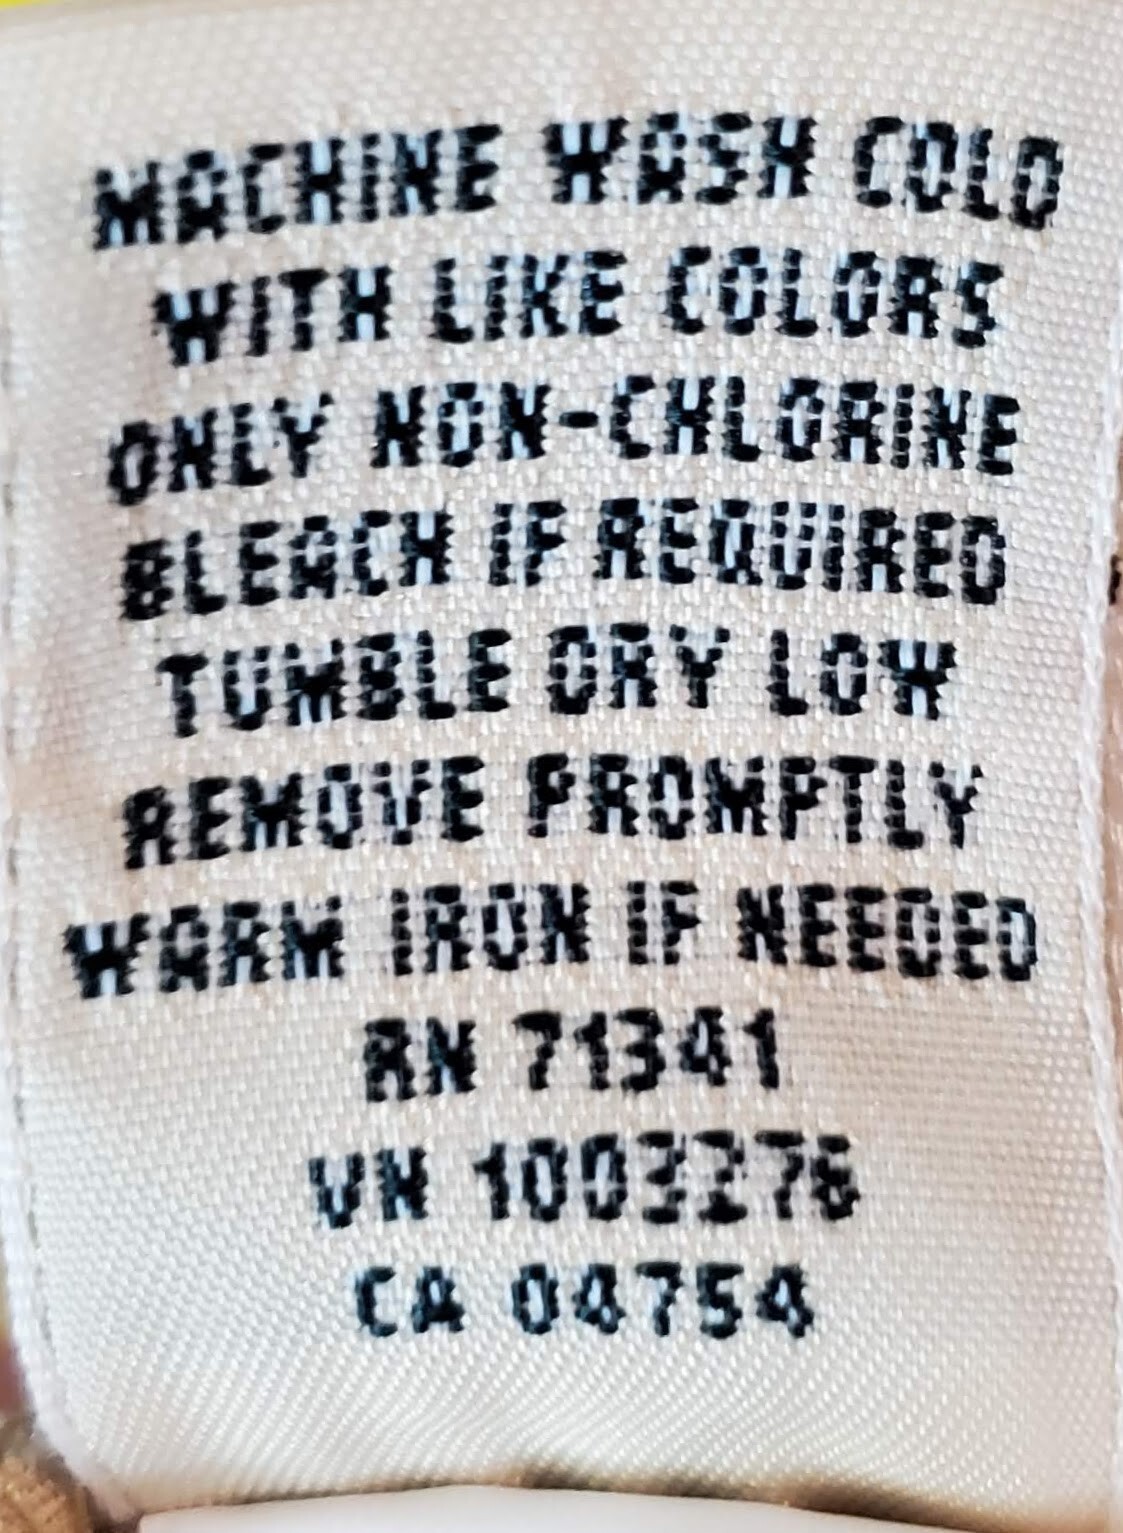 MACHINE WASH COLD
WITH LIKE COLORS
ONLY NON-CHLORINE
BLEACH IF REQUIRED
TUMBLE DRY LOW
REMOVE PROMPTLY
WARM IRON IF NEEDED
RN 71341
VN 1003276
CA 04754